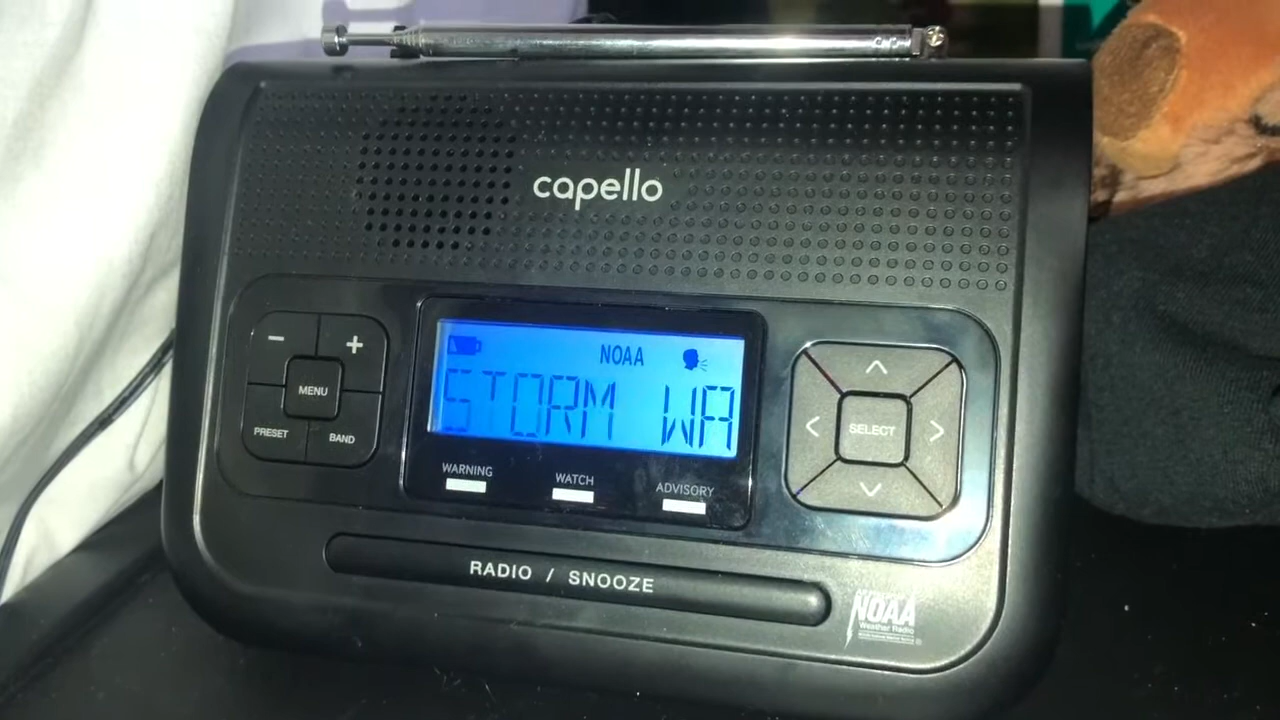 capello
NOAA
STORM WA
− +
MENU
PRESET BAND
WARNING WATCH ADVISORY
SELECT
RADIO / SNOOZE
NOAA
Weather Radio